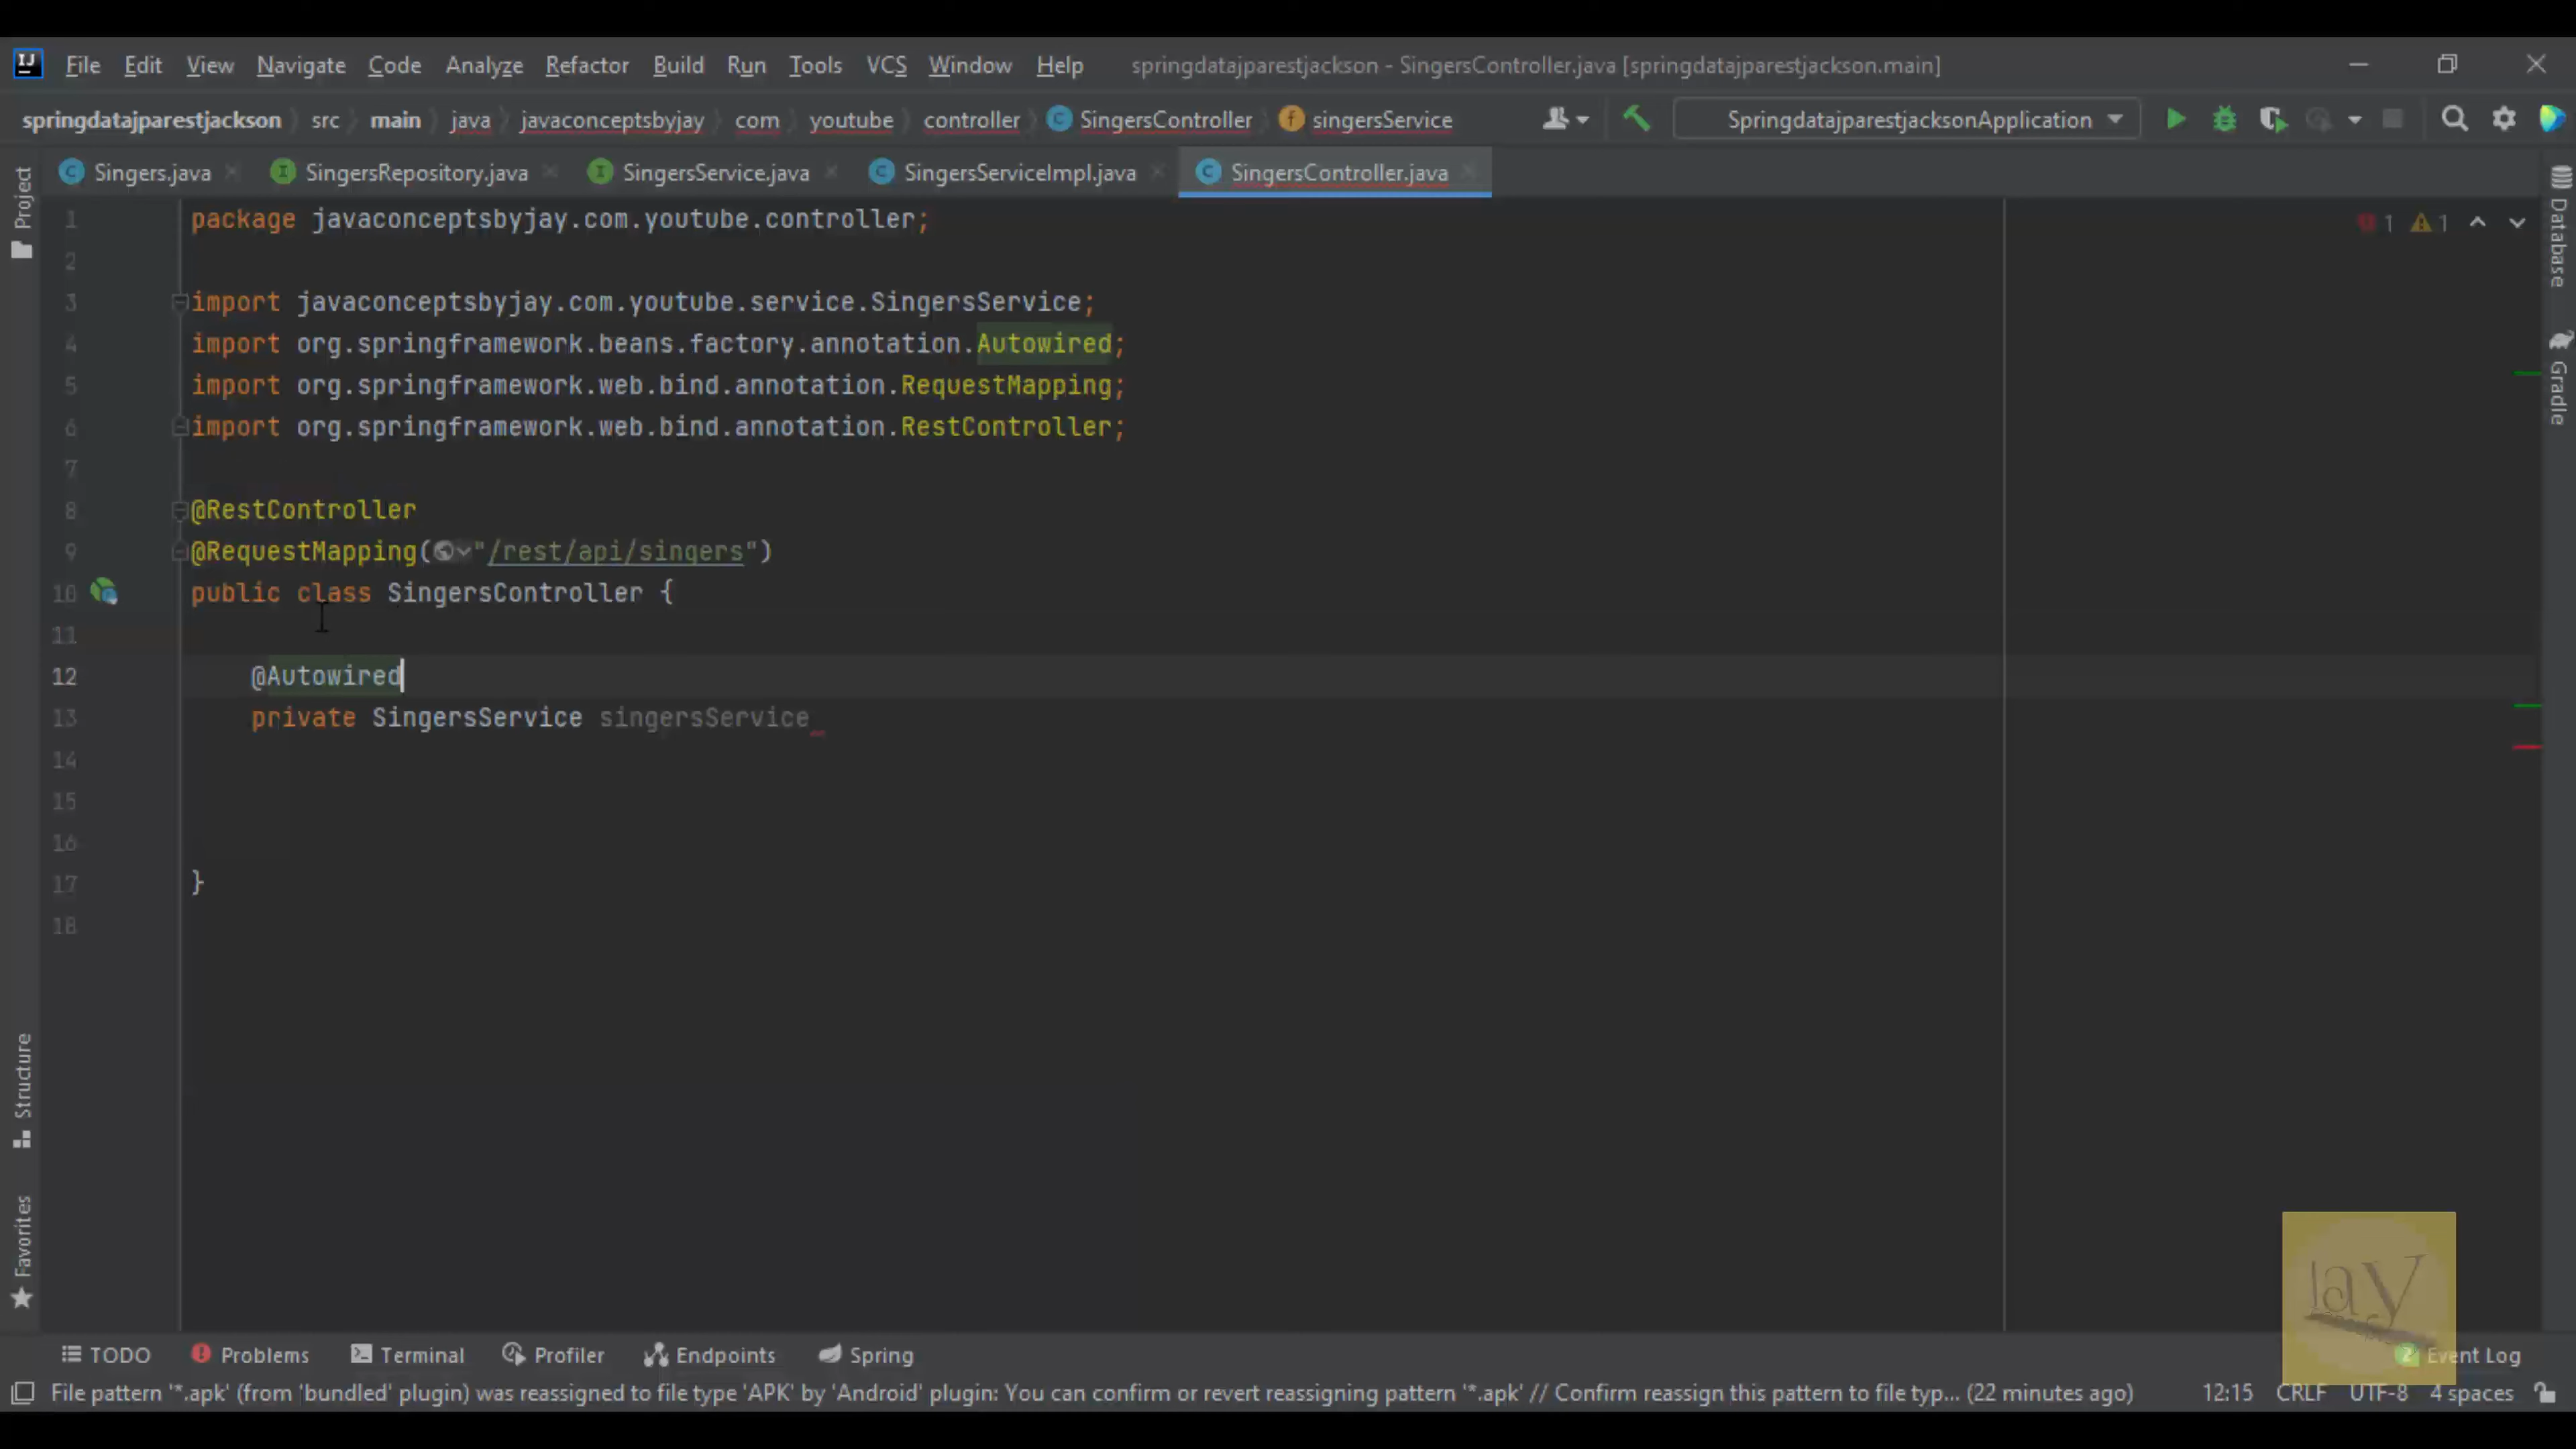 File Edit View Navigate Code Analyze Refactor Build Run Tools VCS Window Help springdatajparestjackson - SingersController.java [springdatajparestjackson.main]
springdatajparestjackson src main java javaconceptsbyjay com youtube controller SingersController singersService SpringdatajparestjacksonApplication
Singers.java SingersRepository.java SingersService.java SingersServiceImpl.java SingersController.java
Project
Database
Gradle
1 1
1 package javaconceptsbyjay.com.youtube.controller;
2
3 import javaconceptsbyjay.com.youtube.service.SingersService;
4 import org.springframework.beans.factory.annotation.Autowired;
5 import org.springframework.web.bind.annotation.RequestMapping;
6 import org.springframework.web.bind.annotation.RestController;
7
8 @RestController
9 @RequestMapping("/rest/api/singers")
10 public class SingersController {
11
12 @Autowired
13 private SingersService singersService
14
15
16
17 }
18
Structure
Favorites
TODO Problems Terminal Profiler Endpoints Spring 2 Event Log
File pattern '*.apk' (from 'bundled' plugin) was reassigned to file type 'APK' by 'Android' plugin: You can confirm or revert reassigning pattern '*.apk' // Confirm reassign this pattern to file typ... (22 minutes ago) 12:15 CRLF UTF-8 4 spaces